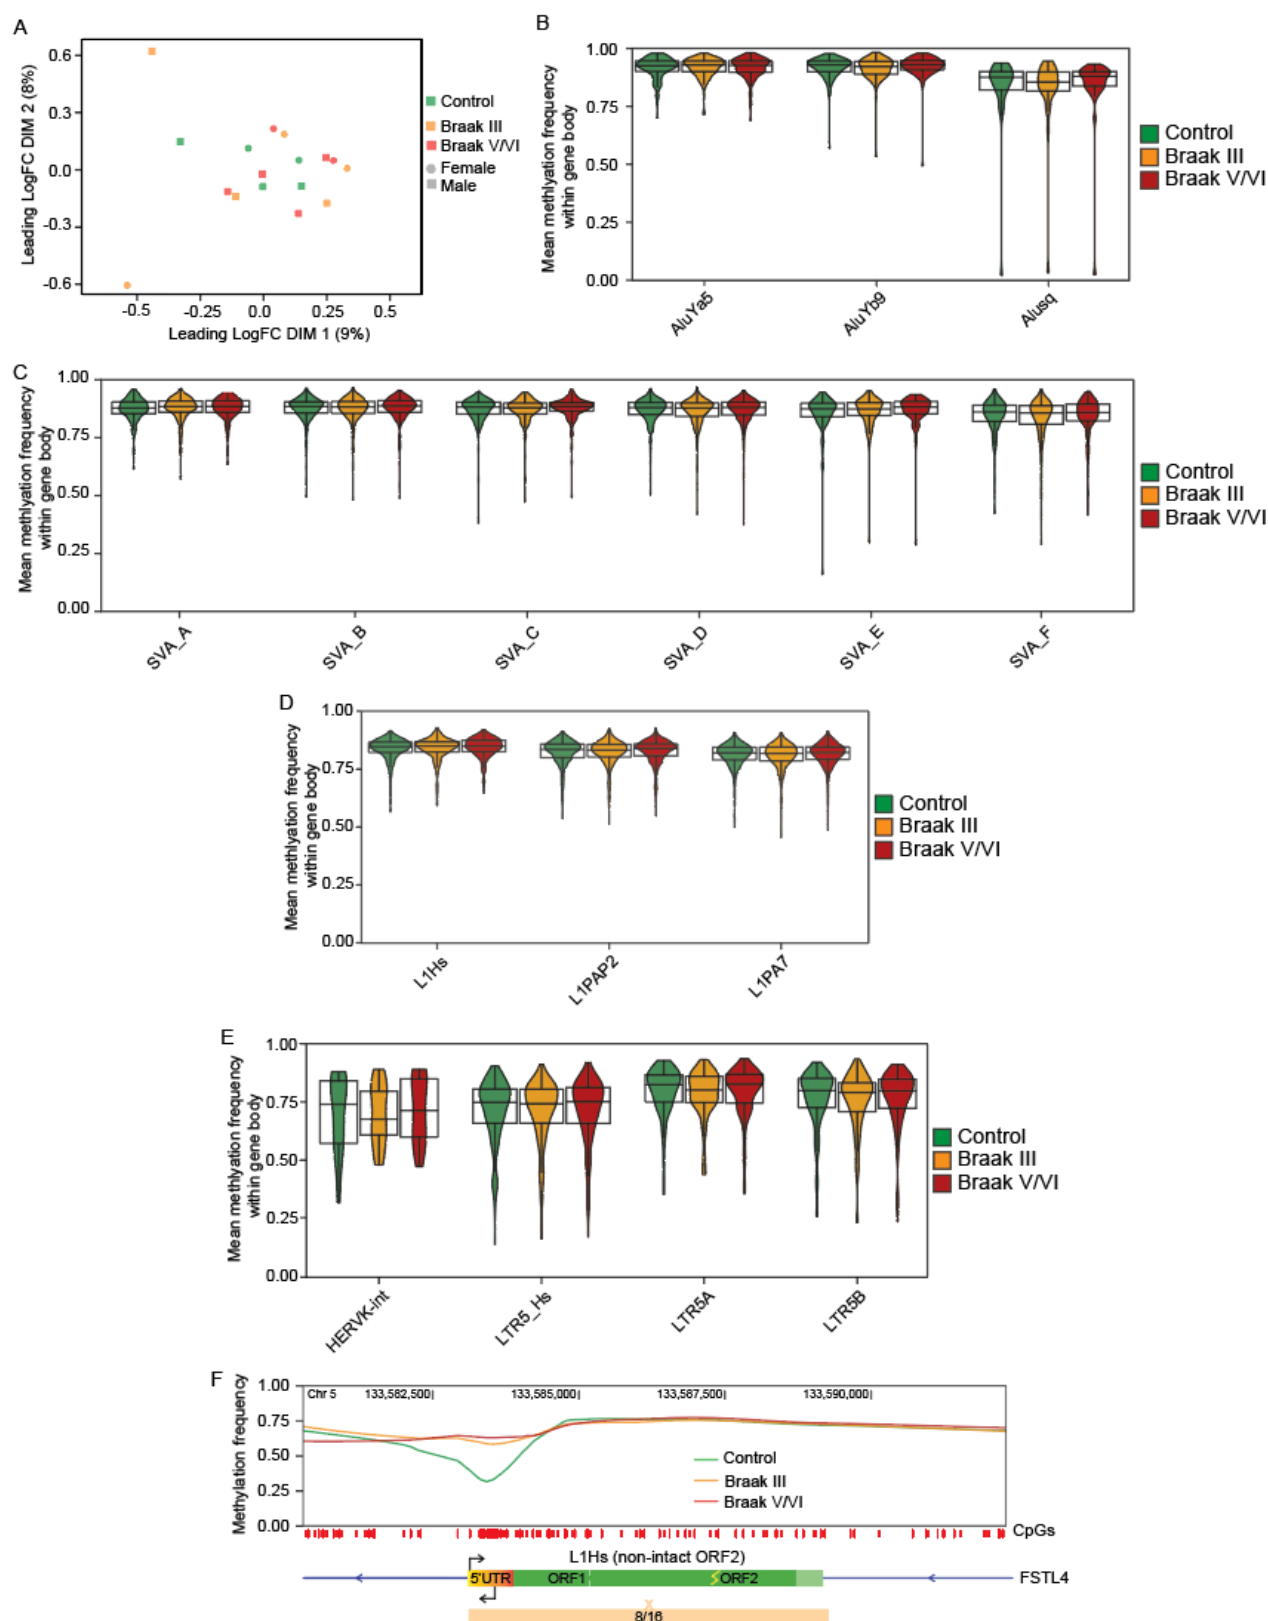 A
Leading LogFC DIM 2 (8%)
0.6
0.3
0.0
-0.3
-0.6
-0.5
-0.25
0.0
0.25
0.5
Leading LogFC DIM 1 (9%)
Control
Braak III
Braak V/VI
Female
Male
B
Mean methlyation frequency
within gene body
1.00
0.75
0.50
0.25
0.00
AluYa5
AluYb9
Alusq
Control
Braak III
Braak V/VI
C
Mean methlyation frequency
within gene body
1.00
0.75
0.50
0.25
0.00
SVA_A
SVA_B
SVA_C
SVA_D
SVA_E
SVA_F
Control
Braak III
Braak V/VI
D
Mean methlyation frequency
within gene body
1.00
0.75
0.50
0.25
0.00
L1Hs
L1PAP2
L1PA7
Control
Braak III
Braak V/VI
E
Mean methlyation frequency
within gene body
1.00
0.75
0.50
0.25
0.00
HERVK-int
LTR5_Hs
LTR5A
LTR5B
Control
Braak III
Braak V/VI
F
Methylation frequency
1.00
0.75
0.50
0.25
0.00
Chr 5 133,582,500| 133,585,000| 133,587,500| 133,590,000|
Control
Braak III
Braak V/VI
CpGs
L1Hs (non-intact ORF2)
5'UTR ORF1 ORF2 FSTL4
8/16